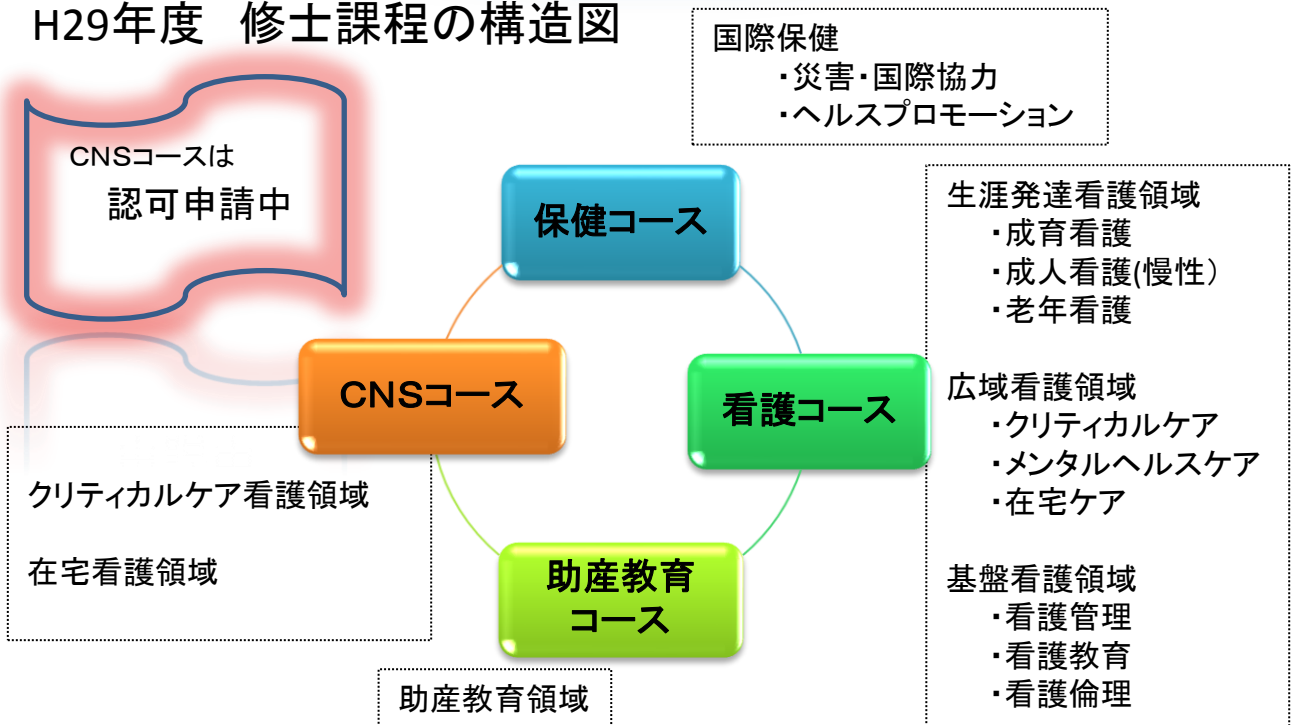 H29年度　修士課程の構造図
CNSコースは
認可申請中
国際保健
・災害・国際協力
・ヘルスプロモーション
保健コース
生涯発達看護領域
・成育看護
・成人看護(慢性）
・老年看護
広域看護領域
・クリティカルケア
・メンタルヘルスケア
・在宅ケア
基盤看護領域
・看護管理
・看護教育
・看護倫理
看護コース
CNSコース
クリティカルケア看護領域
在宅看護領域
助産教育
コース
助産教育領域